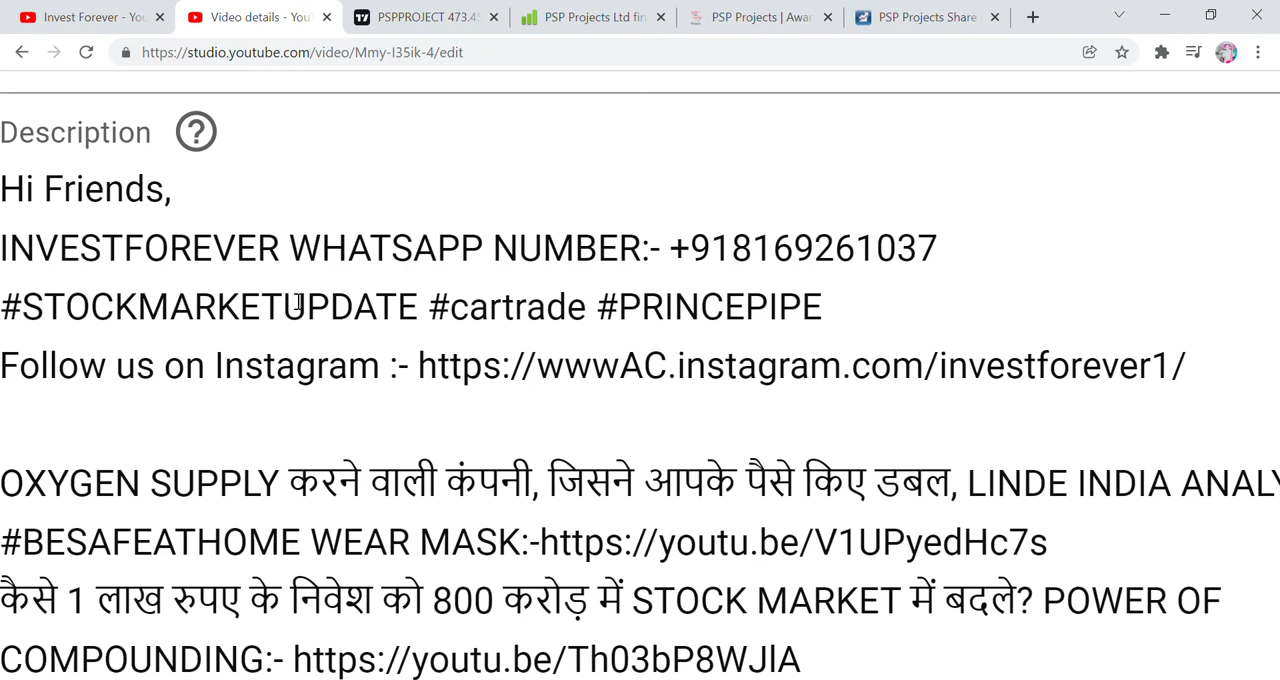 Invest Forever - You
Video details - You
PSPPROJECT 473.4
PSP Projects Ltd fin
PSP Projects | Awar
PSP Projects Share
https://studio.youtube.com/video/Mmy-I35ik-4/edit
Description
Hi Friends,
INVESTFOREVER WHATSAPP NUMBER:- +918169261037
#STOCKMARKETUPDATE #cartrade #PRINCEPIPE
Follow us on Instagram :- https://wwwAC.instagram.com/investforever1/
OXYGEN SUPPLY करने वाली कंपनी, जिसने आपके पैसे किए डबल, LINDE INDIA ANALY
#BESAFEATHOME WEAR MASK:-https://youtu.be/V1UPyedHc7s
कैसे 1 लाख रुपए के निवेश को 800 करोड़ में STOCK MARKET में बदले? POWER OF
COMPOUNDING:- https://youtu.be/Th03bP8WJlA